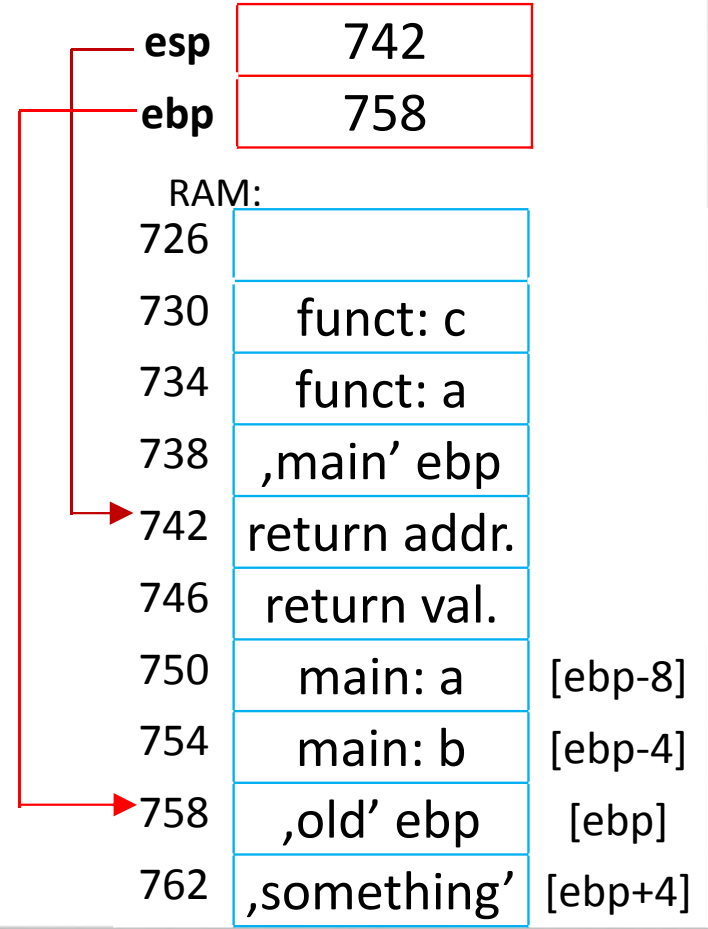 esp 742
ebp 758
RAM:
726
730 funct: c
734 funct: a
738 ‚main’ ebp
742 return addr.
746 return val.
750 main: a [ebp-8]
754 main: b [ebp-4]
758 ‚old’ ebp [ebp]
762 ‚something’ [ebp+4]